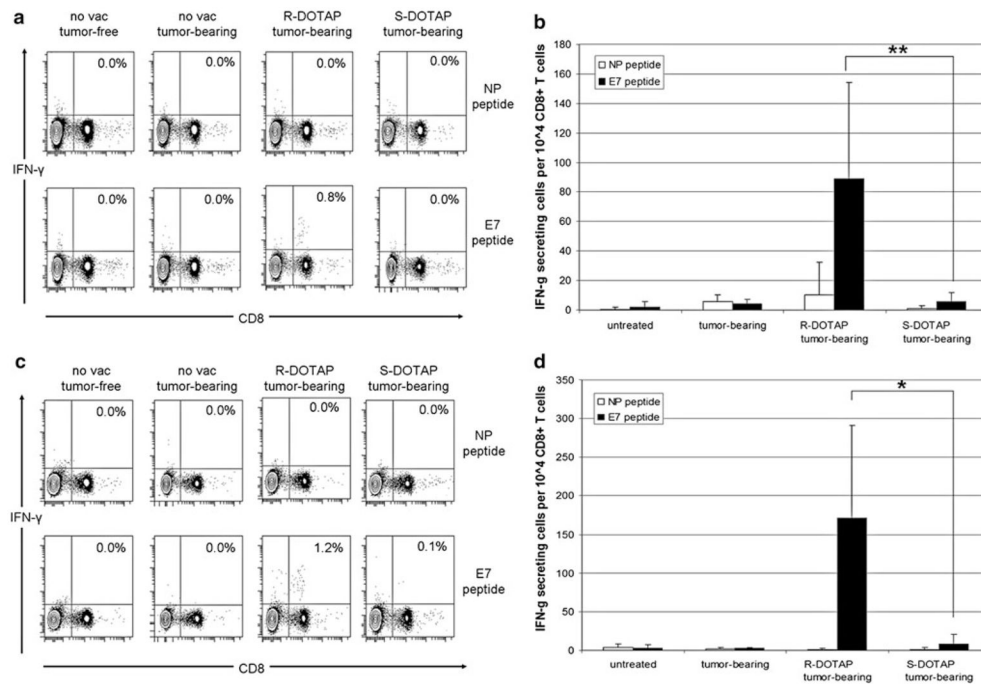 a
no vac
tumor-free
no vac
tumor-bearing
R-DOTAP
tumor-bearing
S-DOTAP
tumor-bearing
0.0%
0.0%
0.0%
0.0%
NP
peptide
IFN-γ
0.0%
0.0%
0.8%
0.0%
E7
peptide
CD8
b
IFN-g secreting cells per 10^4 CD8+ T cells
180
160
140
120
100
80
60
40
20
0
NP peptide
E7 peptide
**
untreated
tumor-bearing
R-DOTAP
tumor-bearing
S-DOTAP
tumor-bearing
c
no vac
tumor-free
no vac
tumor-bearing
R-DOTAP
tumor-bearing
S-DOTAP
tumor-bearing
0.0%
0.0%
0.0%
0.0%
NP
peptide
IFN-γ
0.0%
0.0%
1.2%
0.1%
E7
peptide
CD8
d
IFN-g secreting cells per 10^4 CD8+ T cells
350
300
250
200
150
100
50
0
NP peptide
E7 peptide
*
untreated
tumor-bearing
R-DOTAP
tumor-bearing
S-DOTAP
tumor-bearing